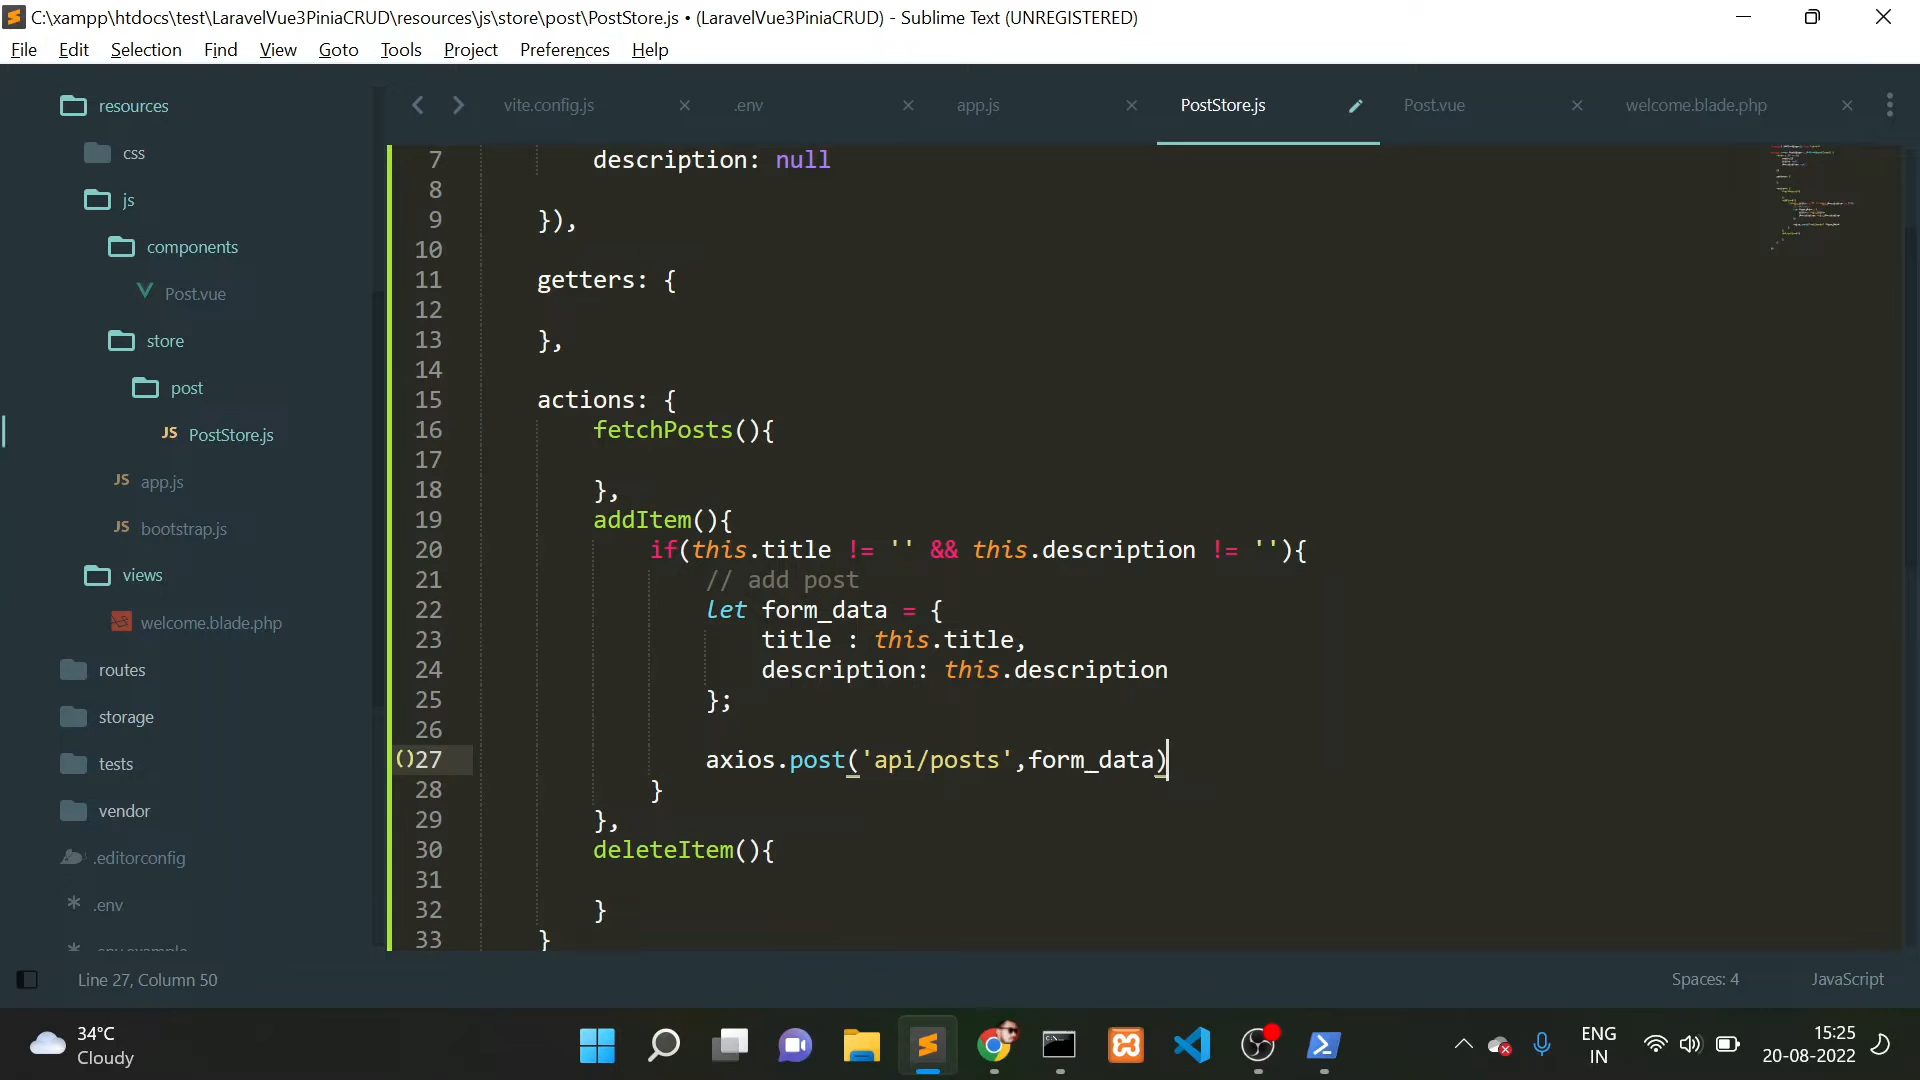 C:\xampp\htdocs\test\LaravelVue3PiniaCRUD\resources\js\store\post\PostStore.js • (LaravelVue3PiniaCRUD) - Sublime Text (UNREGISTERED)
File Edit Selection Find View Goto Tools Project Preferences Help
resources
css
js
components
Post.vue
store
post
JS PostStore.js
JS app.js
JS bootstrap.js
views
welcome.blade.php
routes
storage
tests
vendor
.editorconfig
* .env
* .env.example
vite.config.js × .env × app.js × PostStore.js Post.vue × welcome.blade.php ×
7 description: null
8
9 }),
10
11 getters: {
12
13 },
14
15 actions: {
16 fetchPosts(){
17
18 },
19 addItem(){
20 if(this.title != '' && this.description != ''){
21 // add post
22 let form_data = {
23 title : this.title,
24 description: this.description
25 };
26
()27 axios.post('api/posts',form_data)
28 }
29 },
30 deleteItem(){
31
32 }
33 }
Line 27, Column 50
Spaces: 4 JavaScript
34°C
Cloudy
ENG
IN
15:25
20-08-2022